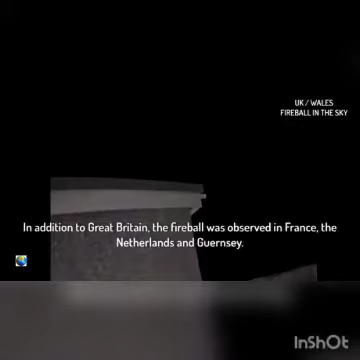 UK / WALES
FIREBALL IN THE SKY
In addition to Great Britain, the fireball was observed in France, the
Netherlands and Guernsey.
InShOt